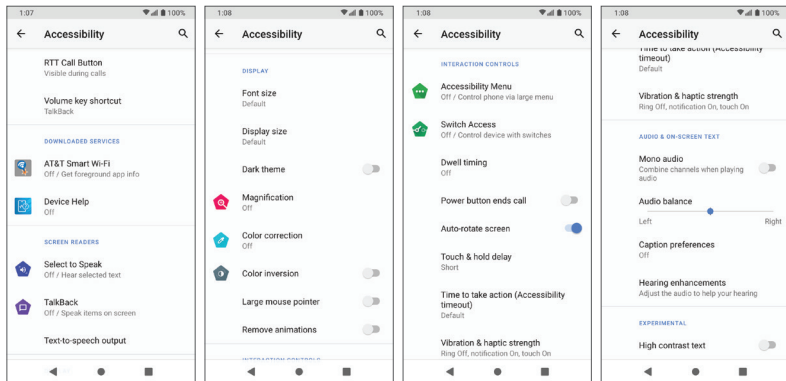 1:07
100%
Accessibility
RTT Call Button
Visible during calls
Volume key shortcut
TalkBack
DOWNLOADED SERVICES
AT&T Smart Wi-Fi
Off / Get foreground app info
Device Help
Off
SCREEN READERS
Select to Speak
Off / Hear selected text
TalkBack
Off / Speak items on screen
Text-to-speech output
1:08
100%
Accessibility
DISPLAY
Font size
Default
Display size
Default
Dark theme
Magnification
Off
Color correction
Off
Color inversion
Large mouse pointer
Remove animations
INTERACTION CONTROLS
1:08
100%
Accessibility
INTERACTION CONTROLS
Accessibility Menu
Off / Control phone via large menu
Switch Access
Off / Control device with switches
Dwell timing
Off
Power button ends call
Auto-rotate screen
Touch & hold delay
Short
Time to take action (Accessibility
timeout)
Default
Vibration & haptic strength
Ring Off, notification On, touch On
1:08
100%
Accessibility
Time to take action (Accessibility
timeout)
Default
Vibration & haptic strength
Ring Off, notification On, touch On
AUDIO & ON-SCREEN TEXT
Mono audio
Combine channels when playing
audio
Audio balance
Left Right
Caption preferences
Off
Hearing enhancements
Adjust the audio to help your hearing
EXPERIMENTAL
High contrast text